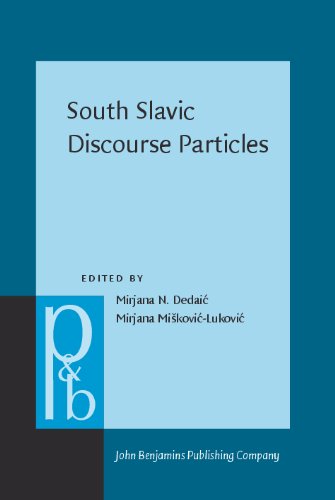 South Slavic
Discourse Particles
EDITED BY
Mirjana N. Dedaić
Mirjana Mišković-Luković
p
&
b
John Benjamins Publishing Company